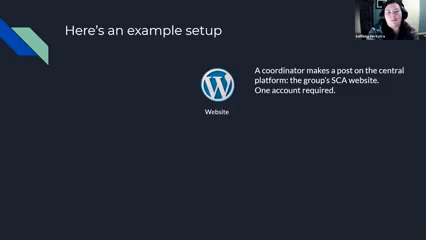 Here's an example setup
A coordinator makes a post on the central
platform: the group's SCA website.
One account required.
Website